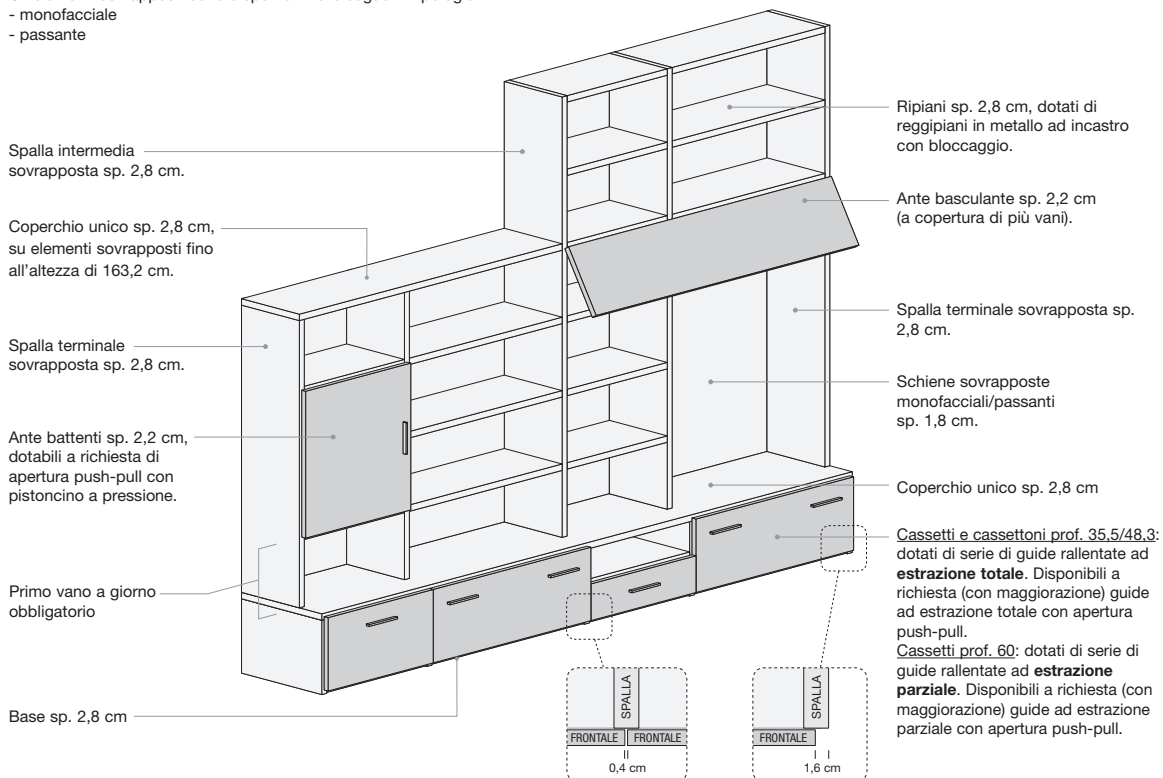 - monofacciale
- passante
Spalla intermedia
sovrapposta sp. 2,8 cm.
Coperchio unico sp. 2,8 cm,
su elementi sovrapposti fino
all'altezza di 163,2 cm.
Spalla terminale
sovrapposta sp. 2,8 cm.
Ante battenti sp. 2,2 cm,
dotabili a richiesta di
apertura push-pull con
pistoncino a pressione.
Primo vano a giorno
obbligatorio
Base sp. 2,8 cm
Ripiani sp. 2,8 cm, dotati di
reggipiani in metallo ad incastro
con bloccaggio.
Ante basculante sp. 2,2 cm
(a copertura di più vani).
Spalla terminale sovrapposta sp.
2,8 cm.
Schiene sovrapposte
monofacciali/passanti
sp. 1,8 cm.
Coperchio unico sp. 2,8 cm
Cassetti e cassettoni prof. 35,5/48,3:
dotati di serie di guide rallentate ad
estrazione totale. Disponibili a
richiesta (con maggiorazione) guide
ad estrazione totale con apertura
push-pull.
Cassetti prof. 60: dotati di serie di
guide rallentate ad estrazione
parziale. Disponibili a richiesta (con
maggiorazione) guide ad estrazione
parziale con apertura push-pull.
SPALLA
FRONTALE FRONTALE
0,4 cm
SPALLA
FRONTALE
1,6 cm